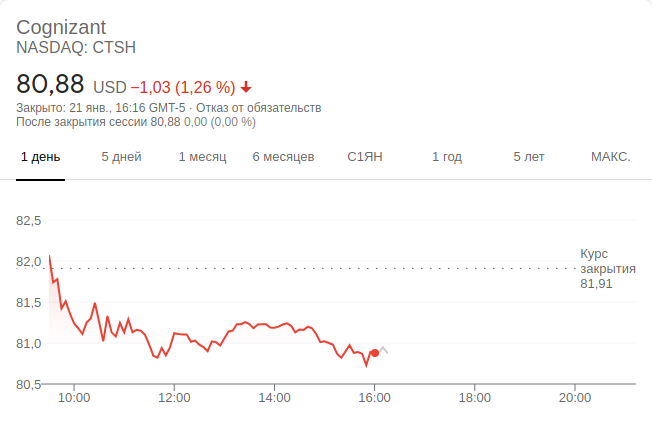 Cognizant
NASDAQ: CTSH
80,88 USD −1,03 (1,26 %)
Закрыто: 21 янв., 16:16 GMT-5 · Отказ от обязательств
После закрытия сессии 80,88 0,00 (0,00 %)
1 день 5 дней 1 месяц 6 месяцев С1ЯН 1 год 5 лет МАКС.
82,5
82,0
81,5
81,0
80,5
Курс
закрытия
81,91
10:00 12:00 14:00 16:00 18:00 20:00